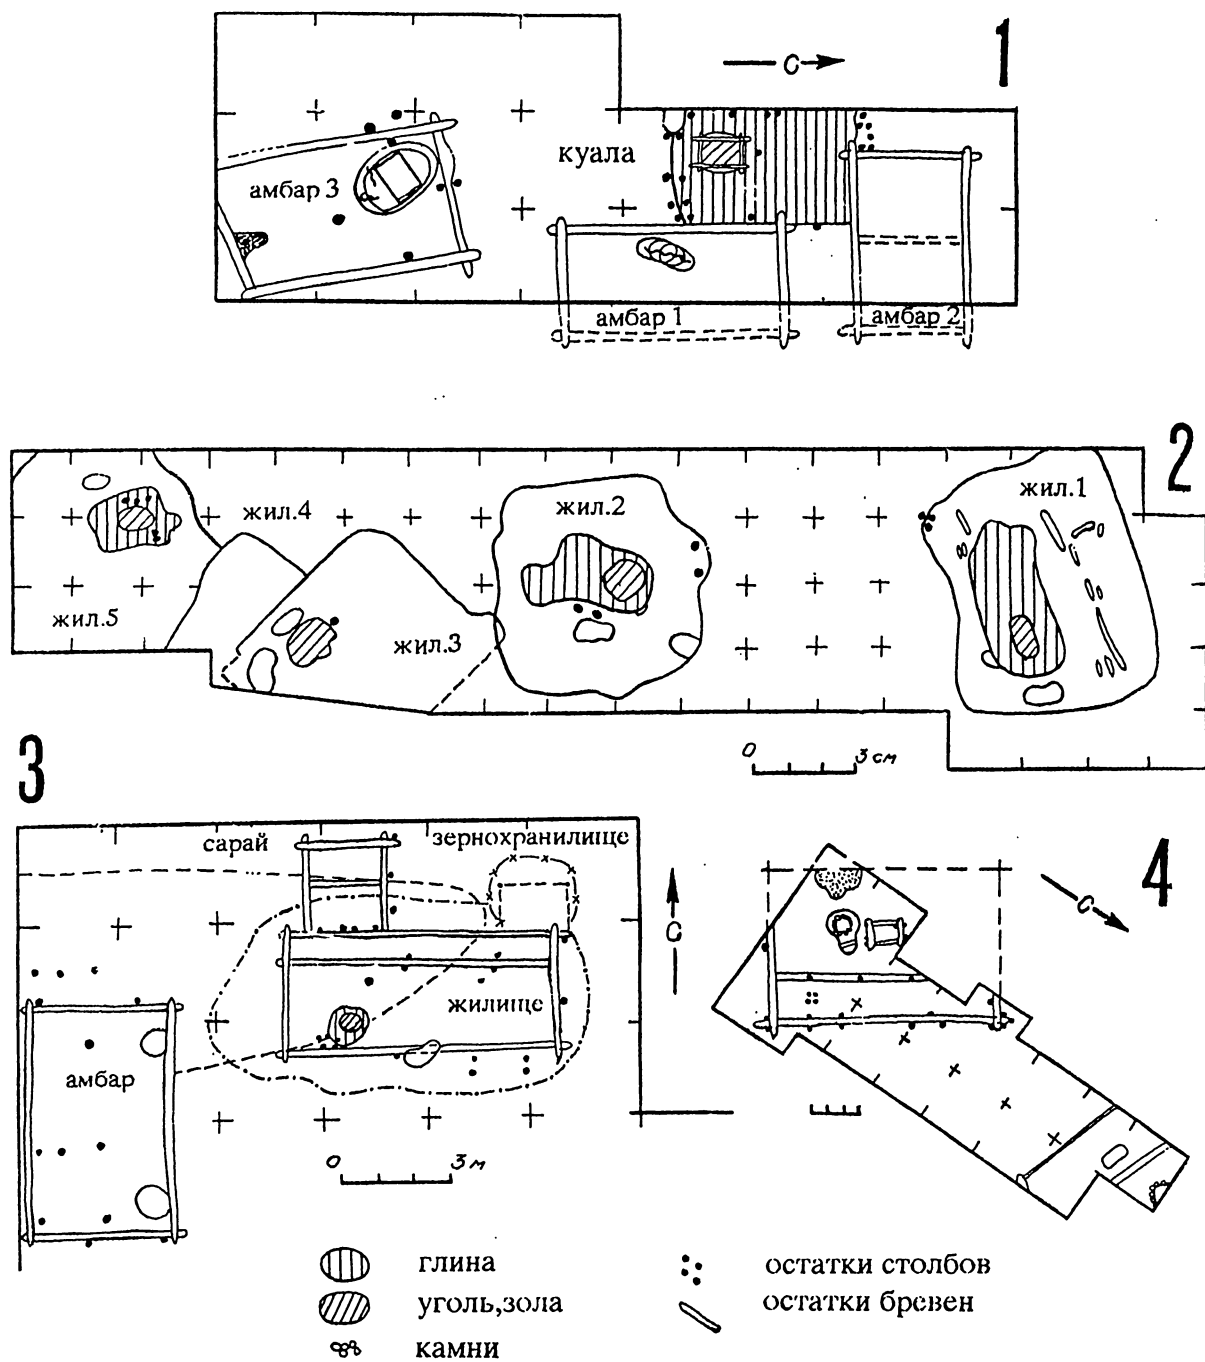 1
С
куала
амбар 3
амбар 1
амбар 2
2
жил.1
жил.2
жил.4
жил.5
жил.3
0 3 см
3
сарай
зернохранилище
С
жилище
амбар
0 3 м
4
С
глина
уголь,зола
камни
остатки столбов
остатки бревен